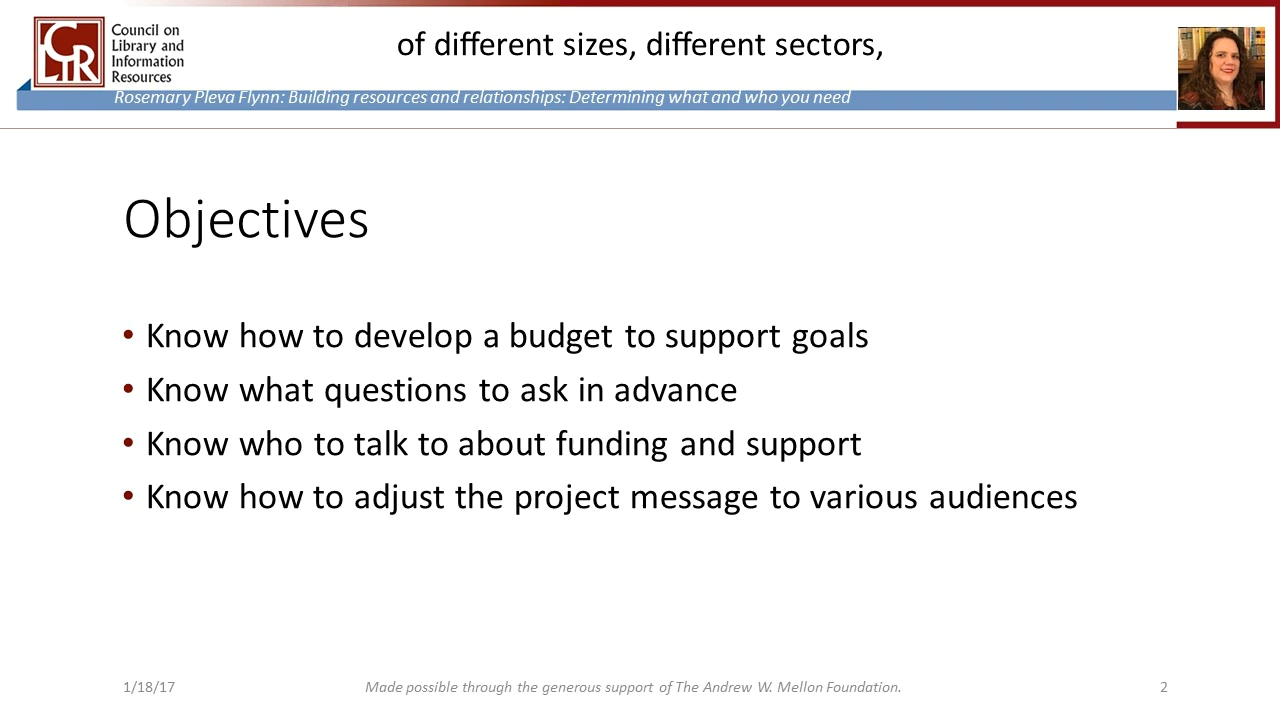 of different sizes, different sectors,
CLIR
Council on
Library and
Information
Resources
Rosemary Pleva Flynn: Building resources and relationships: Determining what and who you need
Objectives
• Know how to develop a budget to support goals
• Know what questions to ask in advance
• Know who to talk to about funding and support
• Know how to adjust the project message to various audiences
1/18/17
Made possible through the generous support of The Andrew W. Mellon Foundation.
2